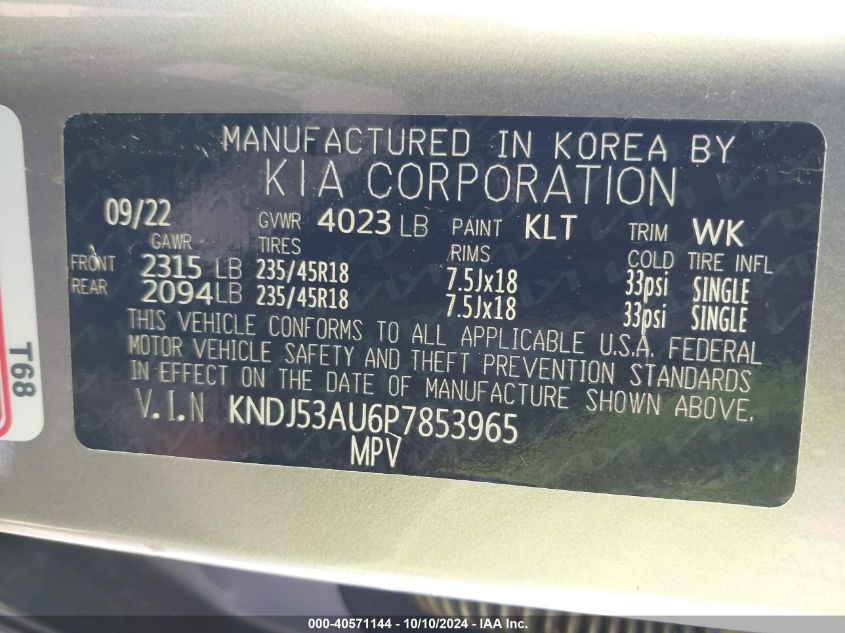 MANUFACTURED IN KOREA BY
KIA CORPORATION
09/22 GVWR 4023 LB PAINT KLT TRIM WK
GAWR TIRES RIMS COLD TIRE INFL
FRONT 2315 LB 235/45R18 7.5Jx18 33psi SINGLE
REAR 2094 LB 235/45R18 7.5Jx18 33psi SINGLE
THIS VEHICLE CONFORMS TO ALL APPLICABLE U.S.A. FEDERAL
MOTOR VEHICLE SAFETY AND THEFT PREVENTION STANDARDS
IN EFFECT ON THE DATE OF MANUFACTURE SHOWN ABOVE.
V.I.N KNDJ53AU6P7853965
MPV
T68
000-40571144 - 10/10/2024 - IAA Inc.